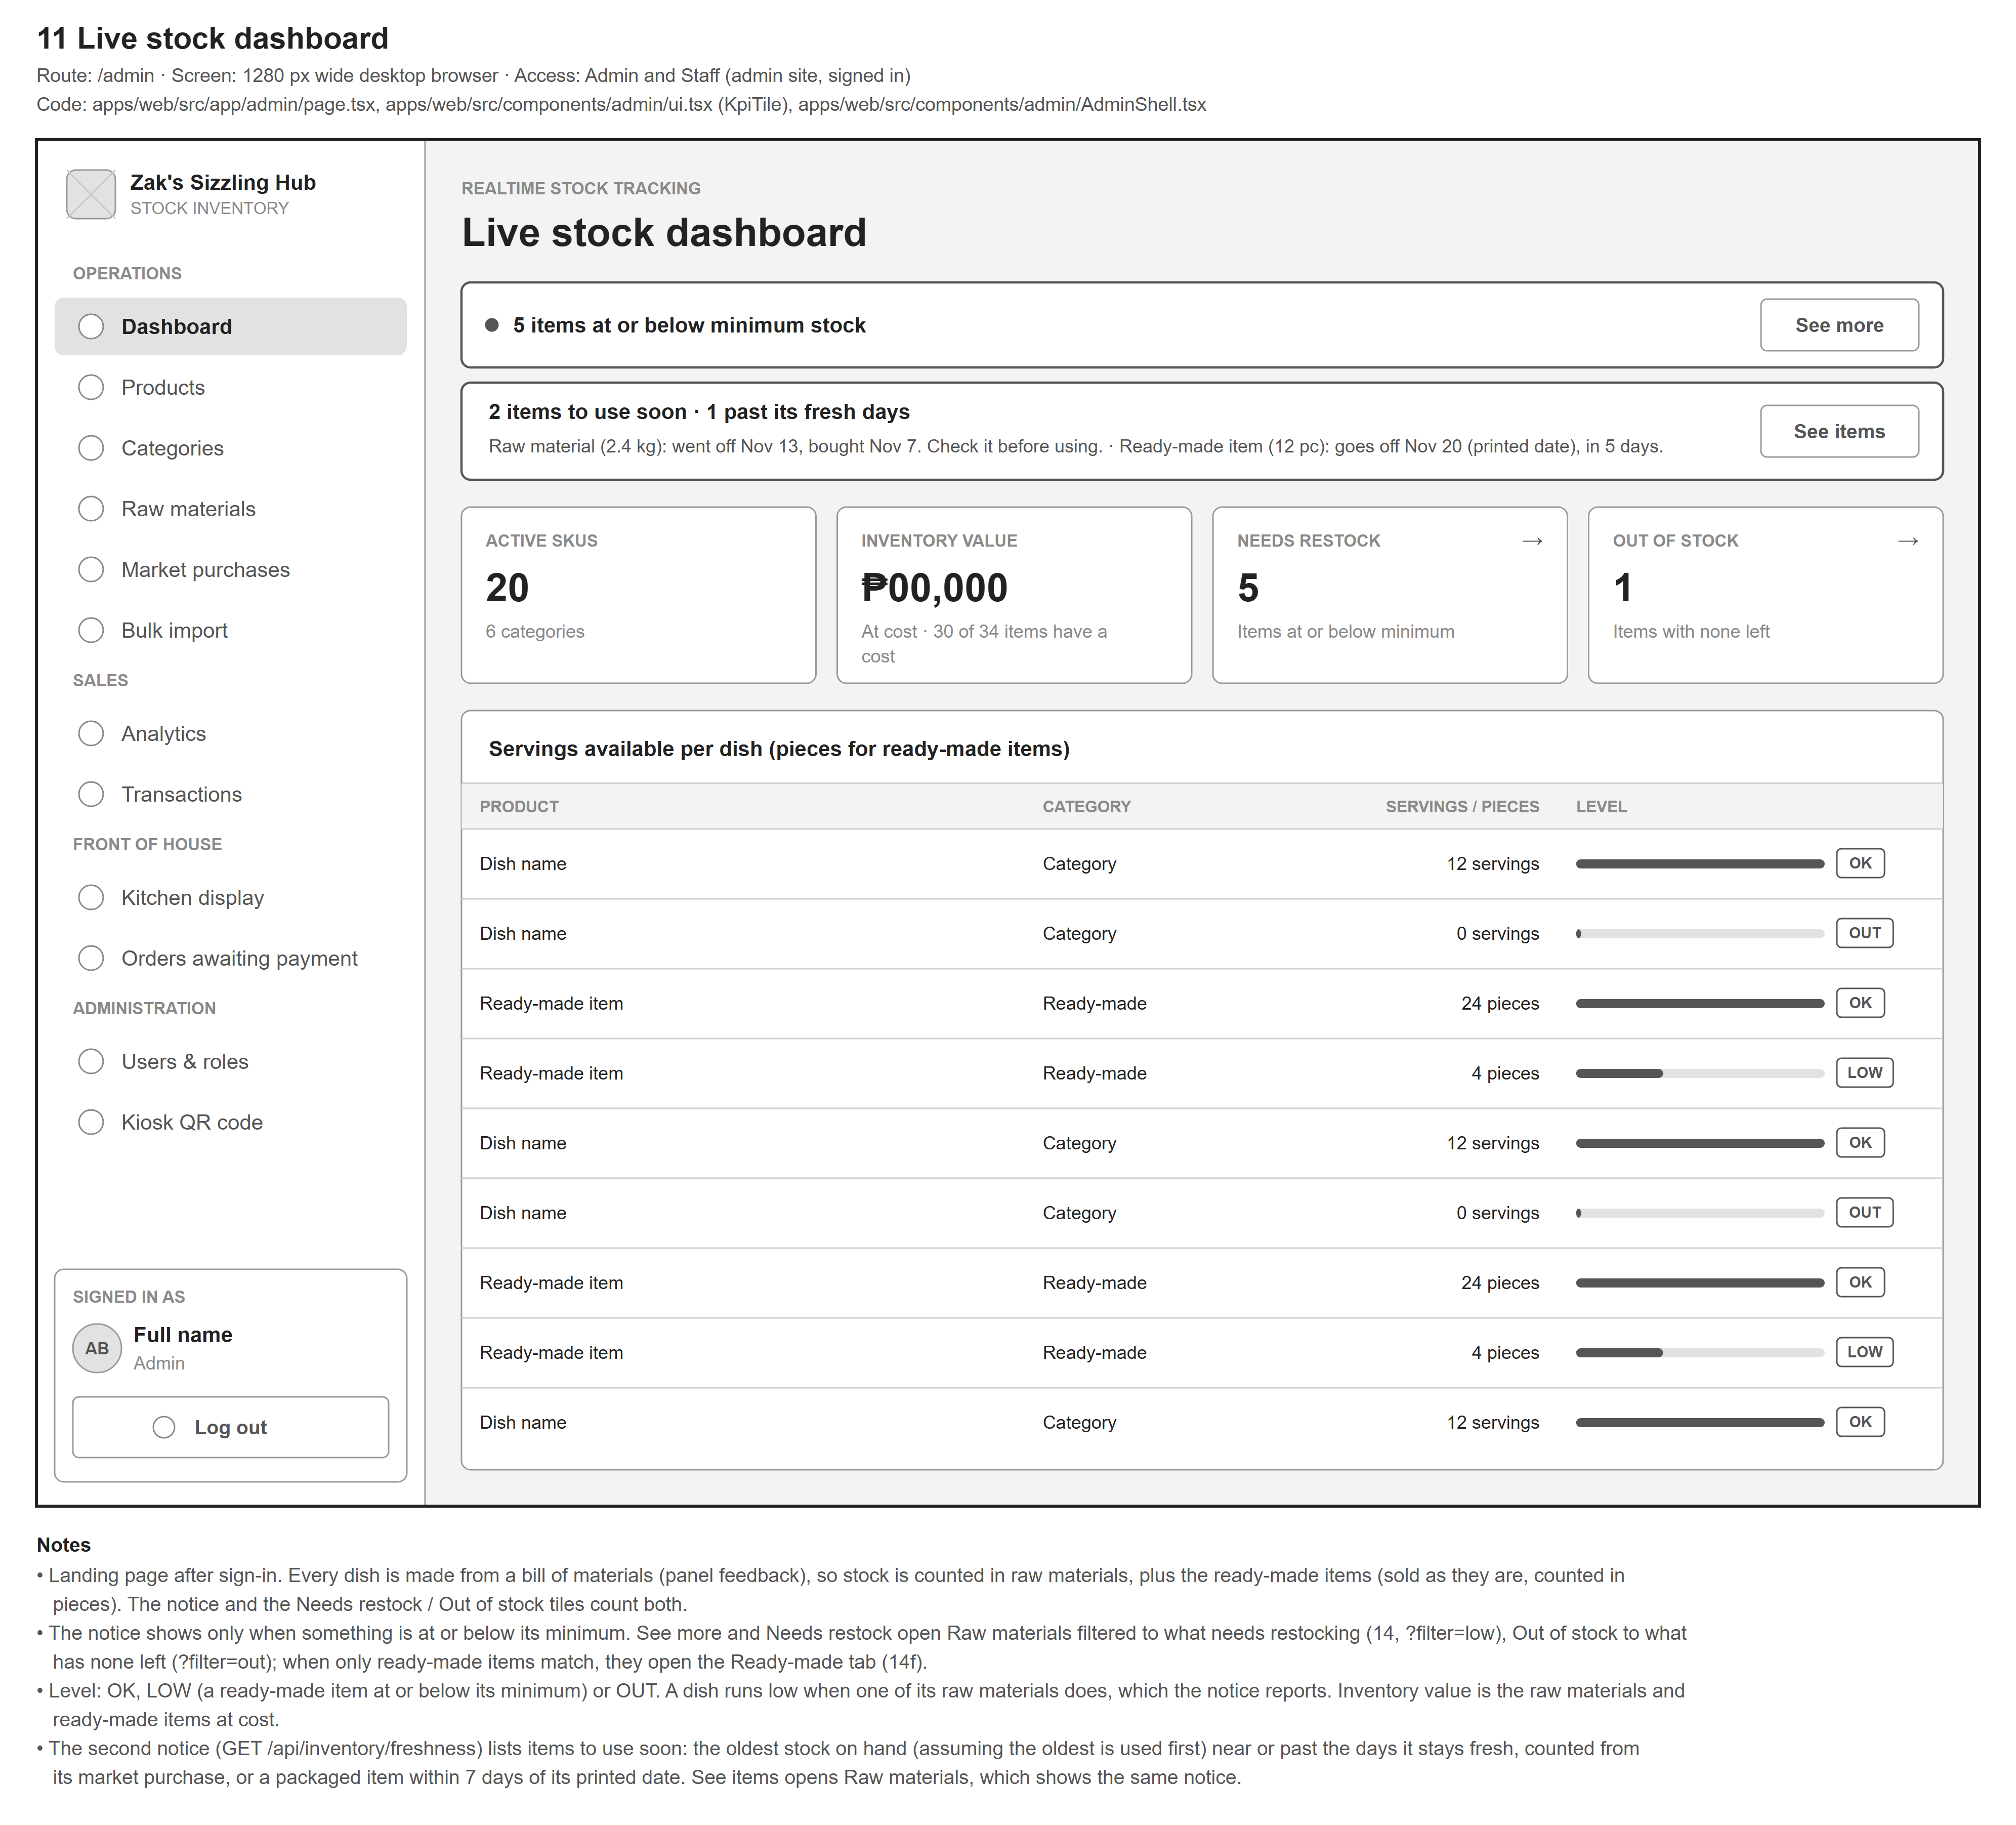 11 Live stock dashboard
Route: /admin · Screen: 1280 px wide desktop browser · Access: Admin and Staff (admin site, signed in)
Code: apps/web/src/app/admin/page.tsx, apps/web/src/components/admin/ui.tsx (KpiTile), apps/web/src/components/admin/AdminShell.tsx
Zak's Sizzling Hub
STOCK INVENTORY
OPERATIONS
Dashboard
Products
Categories
Raw materials
Market purchases
Bulk import
SALES
Analytics
Transactions
FRONT OF HOUSE
Kitchen display
Orders awaiting payment
ADMINISTRATION
Users & roles
Kiosk QR code
SIGNED IN AS
AB
Full name
Admin
Log out
REALTIME STOCK TRACKING
Live stock dashboard
5 items at or below minimum stock
See more
2 items to use soon · 1 past its fresh days
Raw material (2.4 kg): went off Nov 13, bought Nov 7. Check it before using. · Ready-made item (12 pc): goes off Nov 20 (printed date), in 5 days.
See items
ACTIVE SKUS
20
6 categories
INVENTORY VALUE
₱00,000
At cost · 30 of 34 items have a
cost
NEEDS RESTOCK →
5
Items at or below minimum
OUT OF STOCK →
1
Items with none left
Servings available per dish (pieces for ready-made items)
PRODUCT CATEGORY SERVINGS / PIECES LEVEL
Dish name Category 12 servings OK
Dish name Category 0 servings OUT
Ready-made item Ready-made 24 pieces OK
Ready-made item Ready-made 4 pieces LOW
Dish name Category 12 servings OK
Dish name Category 0 servings OUT
Ready-made item Ready-made 24 pieces OK
Ready-made item Ready-made 4 pieces LOW
Dish name Category 12 servings OK
Notes
• Landing page after sign-in. Every dish is made from a bill of materials (panel feedback), so stock is counted in raw materials, plus the ready-made items (sold as they are, counted in
pieces). The notice and the Needs restock / Out of stock tiles count both.
• The notice shows only when something is at or below its minimum. See more and Needs restock open Raw materials filtered to what needs restocking (14, ?filter=low), Out of stock to what
has none left (?filter=out); when only ready-made items match, they open the Ready-made tab (14f).
• Level: OK, LOW (a ready-made item at or below its minimum) or OUT. A dish runs low when one of its raw materials does, which the notice reports. Inventory value is the raw materials and
ready-made items at cost.
• The second notice (GET /api/inventory/freshness) lists items to use soon: the oldest stock on hand (assuming the oldest is used first) near or past the days it stays fresh, counted from
its market purchase, or a packaged item within 7 days of its printed date. See items opens Raw materials, which shows the same notice.